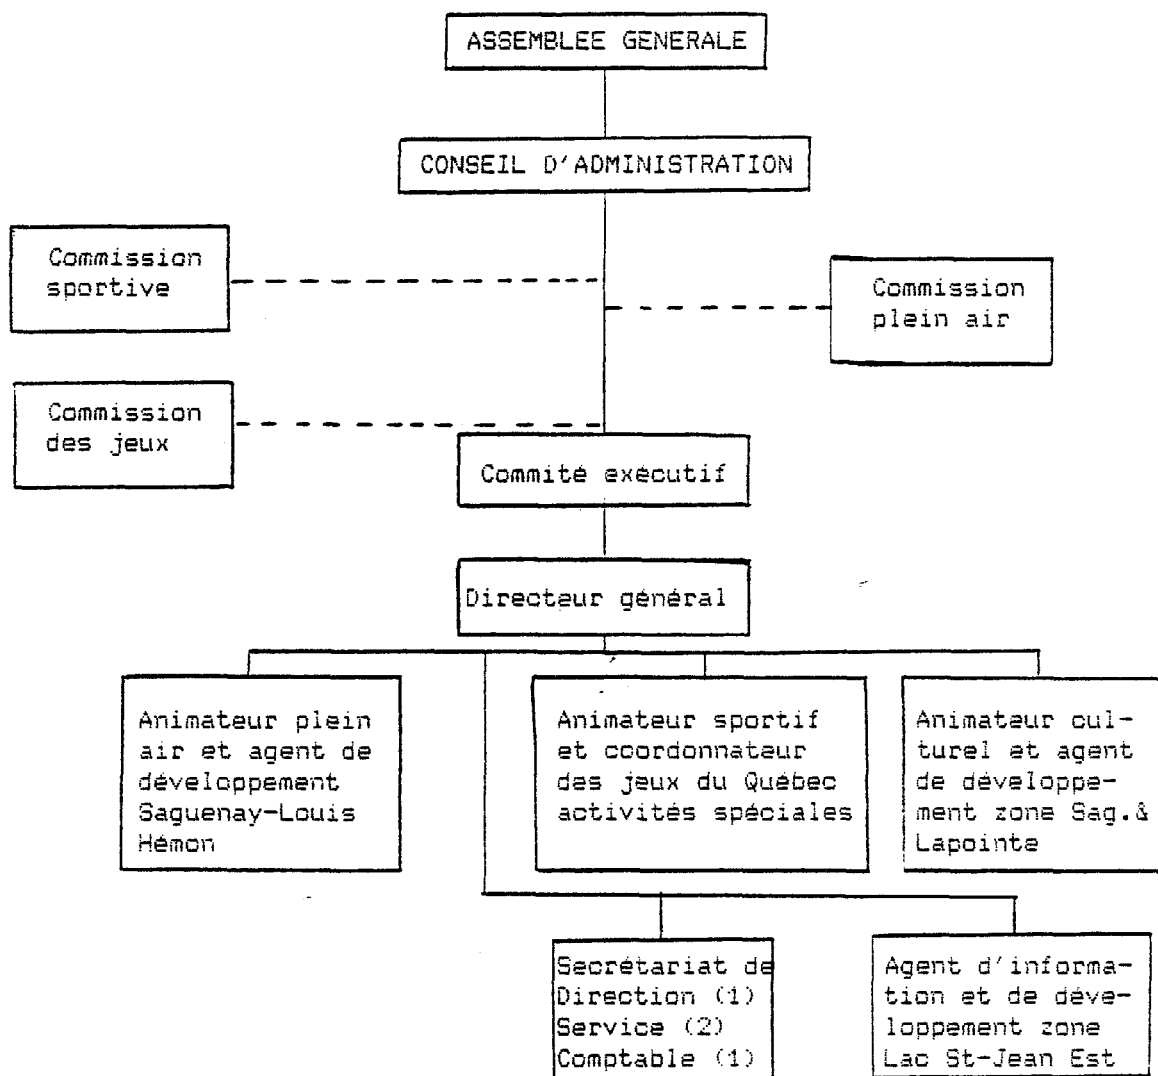 ASSEMBLEE GENERALE
CONSEIL D'ADMINISTRATION
Commission
sportive
Commission
plein air
Commission
des jeux
Commité exécutif
Directeur général
Animateur plein
air et agent de
développement
Saguenay-Louis
Hémon
Animateur sportif
et coordonnateur
des jeux du Québec
activités spéciales
Animateur cul-
turel et agent
de développe-
ment zone Sag.&
Lapointe
Secrétariat de
Direction (1)
Service (2)
Comptable (1)
Agent d'informa-
tion et de déve-
loppement zone
Lac St-Jean Est